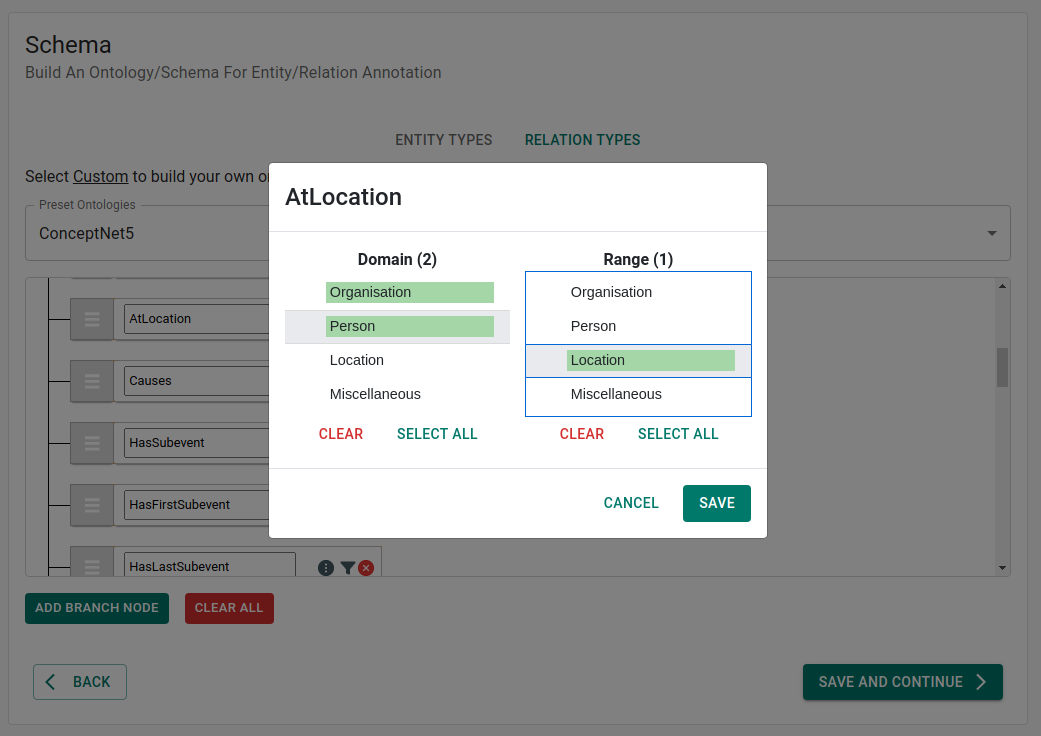 Schema
Build An Ontology/Schema For Entity/Relation Annotation
ENTITY TYPES
RELATION TYPES
Select Custom to build your own
Preset Ontologies
ConceptNet5
AtLocation
Causes
HasSubevent
HasFirstSubevent
HasLastSubevent
AtLocation
Domain (2)
Organisation
Person
Location
Miscellaneous
CLEAR
SELECT ALL
Range (1)
Organisation
Person
Location
Miscellaneous
CLEAR
SELECT ALL
CANCEL
SAVE
ADD BRANCH NODE
CLEAR ALL
BACK
SAVE AND CONTINUE